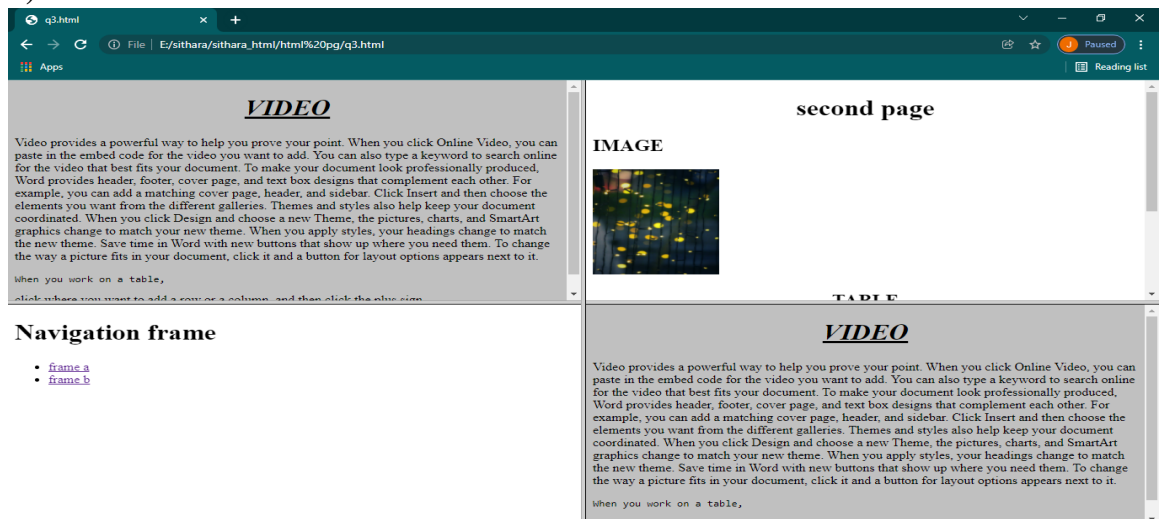 q3.html
File | E:/sithara/sithara_html/html%20pg/q3.html
J Paused
Apps
Reading list
VIDEO
Video provides a powerful way to help you prove your point. When you click Online Video, you can
paste in the embed code for the video you want to add. You can also type a keyword to search online
for the video that best fits your document. To make your document look professionally produced,
Word provides header, footer, cover page, and text box designs that complement each other. For
example, you can add a matching cover page, header, and sidebar. Click Insert and then choose the
elements you want from the different galleries. Themes and styles also help keep your document
coordinated. When you click Design and choose a new Theme, the pictures, charts, and SmartArt
graphics change to match your new theme. When you apply styles, your headings change to match
the new theme. Save time in Word with new buttons that show up where you need them. To change
the way a picture fits in your document, click it and a button for layout options appears next to it.
When you work on a table,
click where you want to add a row or a column, and then click the plus sign
second page
IMAGE
TABLE
Navigation frame
frame a
frame b
VIDEO
Video provides a powerful way to help you prove your point. When you click Online Video, you can
paste in the embed code for the video you want to add. You can also type a keyword to search online
for the video that best fits your document. To make your document look professionally produced,
Word provides header, footer, cover page, and text box designs that complement each other. For
example, you can add a matching cover page, header, and sidebar. Click Insert and then choose the
elements you want from the different galleries. Themes and styles also help keep your document
coordinated. When you click Design and choose a new Theme, the pictures, charts, and SmartArt
graphics change to match your new theme. When you apply styles, your headings change to match
the new theme. Save time in Word with new buttons that show up where you need them. To change
the way a picture fits in your document, click it and a button for layout options appears next to it.
When you work on a table,